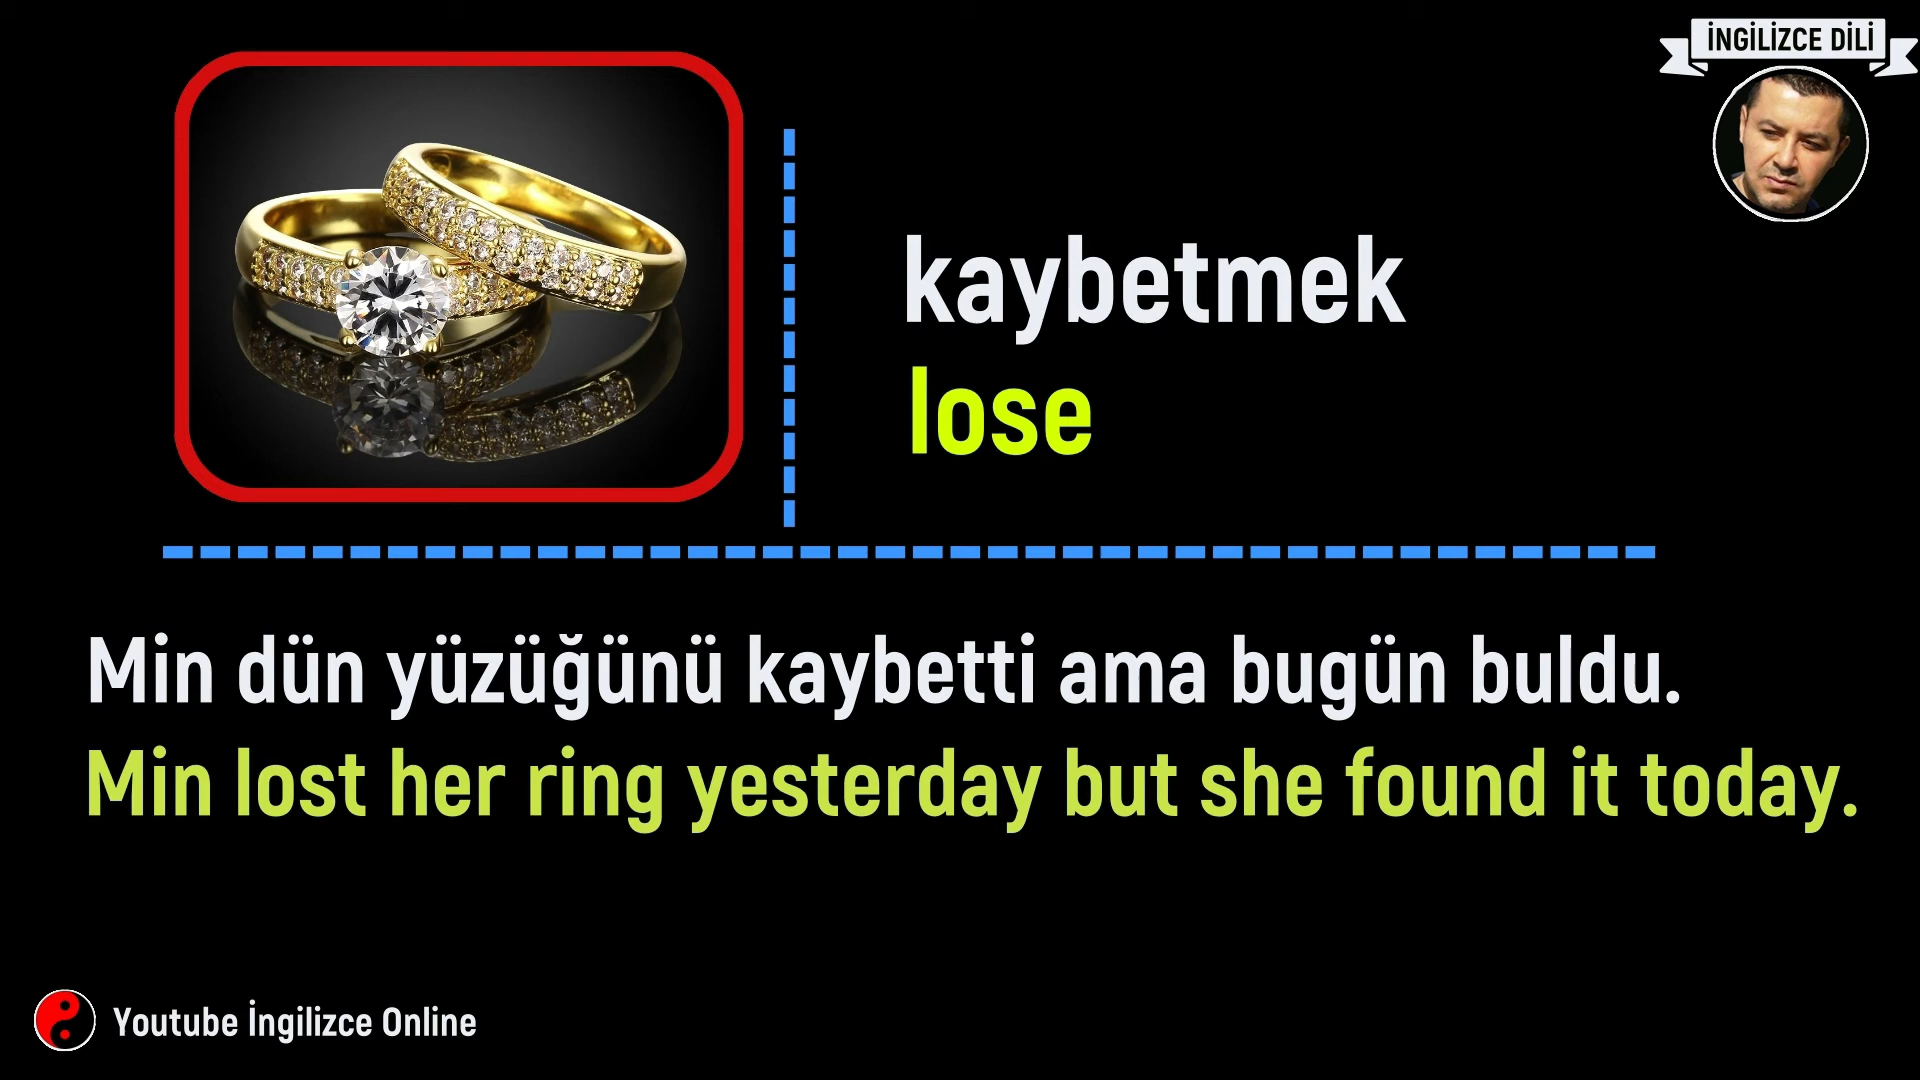 İNGİLİZCE DİLİ
kaybetmek
lose
Min dün yüzüğünü kaybetti ama bugün buldu.
Min lost her ring yesterday but she found it today.
Youtube İngilizce Online